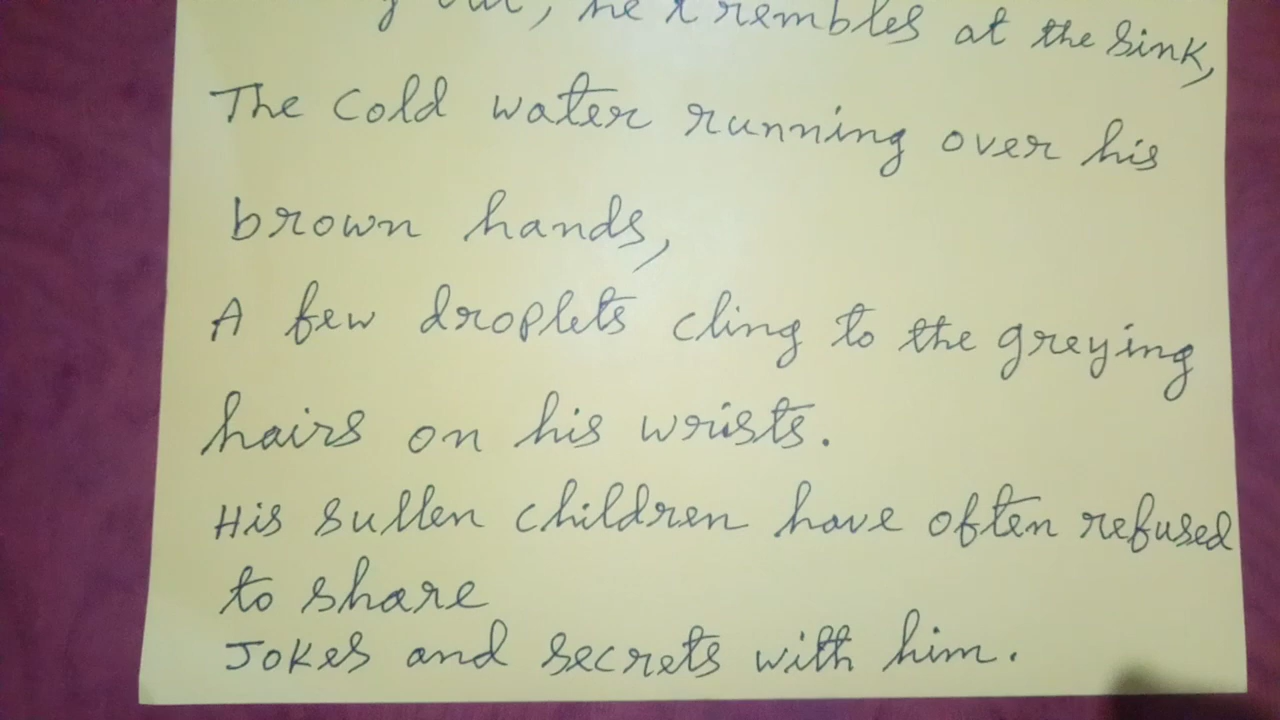 out, he trembles at the sink,
The cold water running over his
brown hands,
A few droplets cling to the greying
hairs on his wrists.
His sullen children have often refused
to share
Jokes and secrets with him.